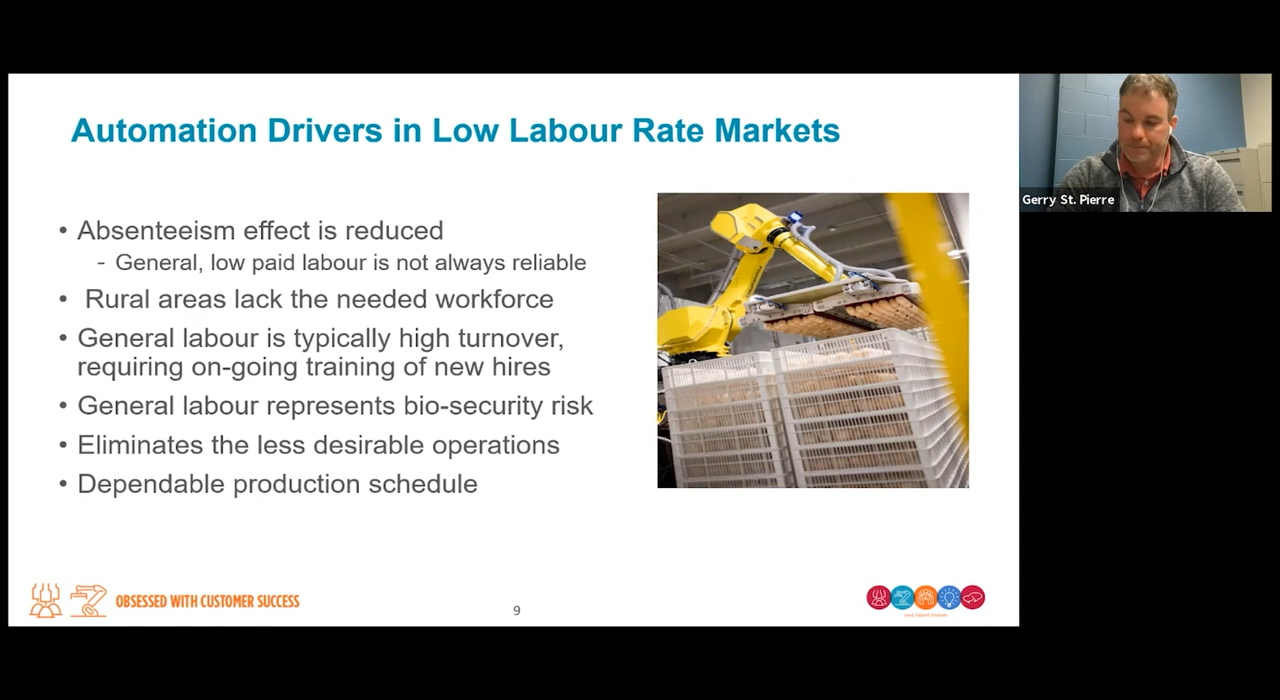 Automation Drivers in Low Labour Rate Markets
• Absenteeism effect is reduced
- General, low paid labour is not always reliable
• Rural areas lack the needed workforce
• General labour is typically high turnover,
requiring on-going training of new hires
• General labour represents bio-security risk
• Eliminates the less desirable operations
• Dependable production schedule
OBSESSED WITH CUSTOMER SUCCESS
9
Gerry St. Pierre